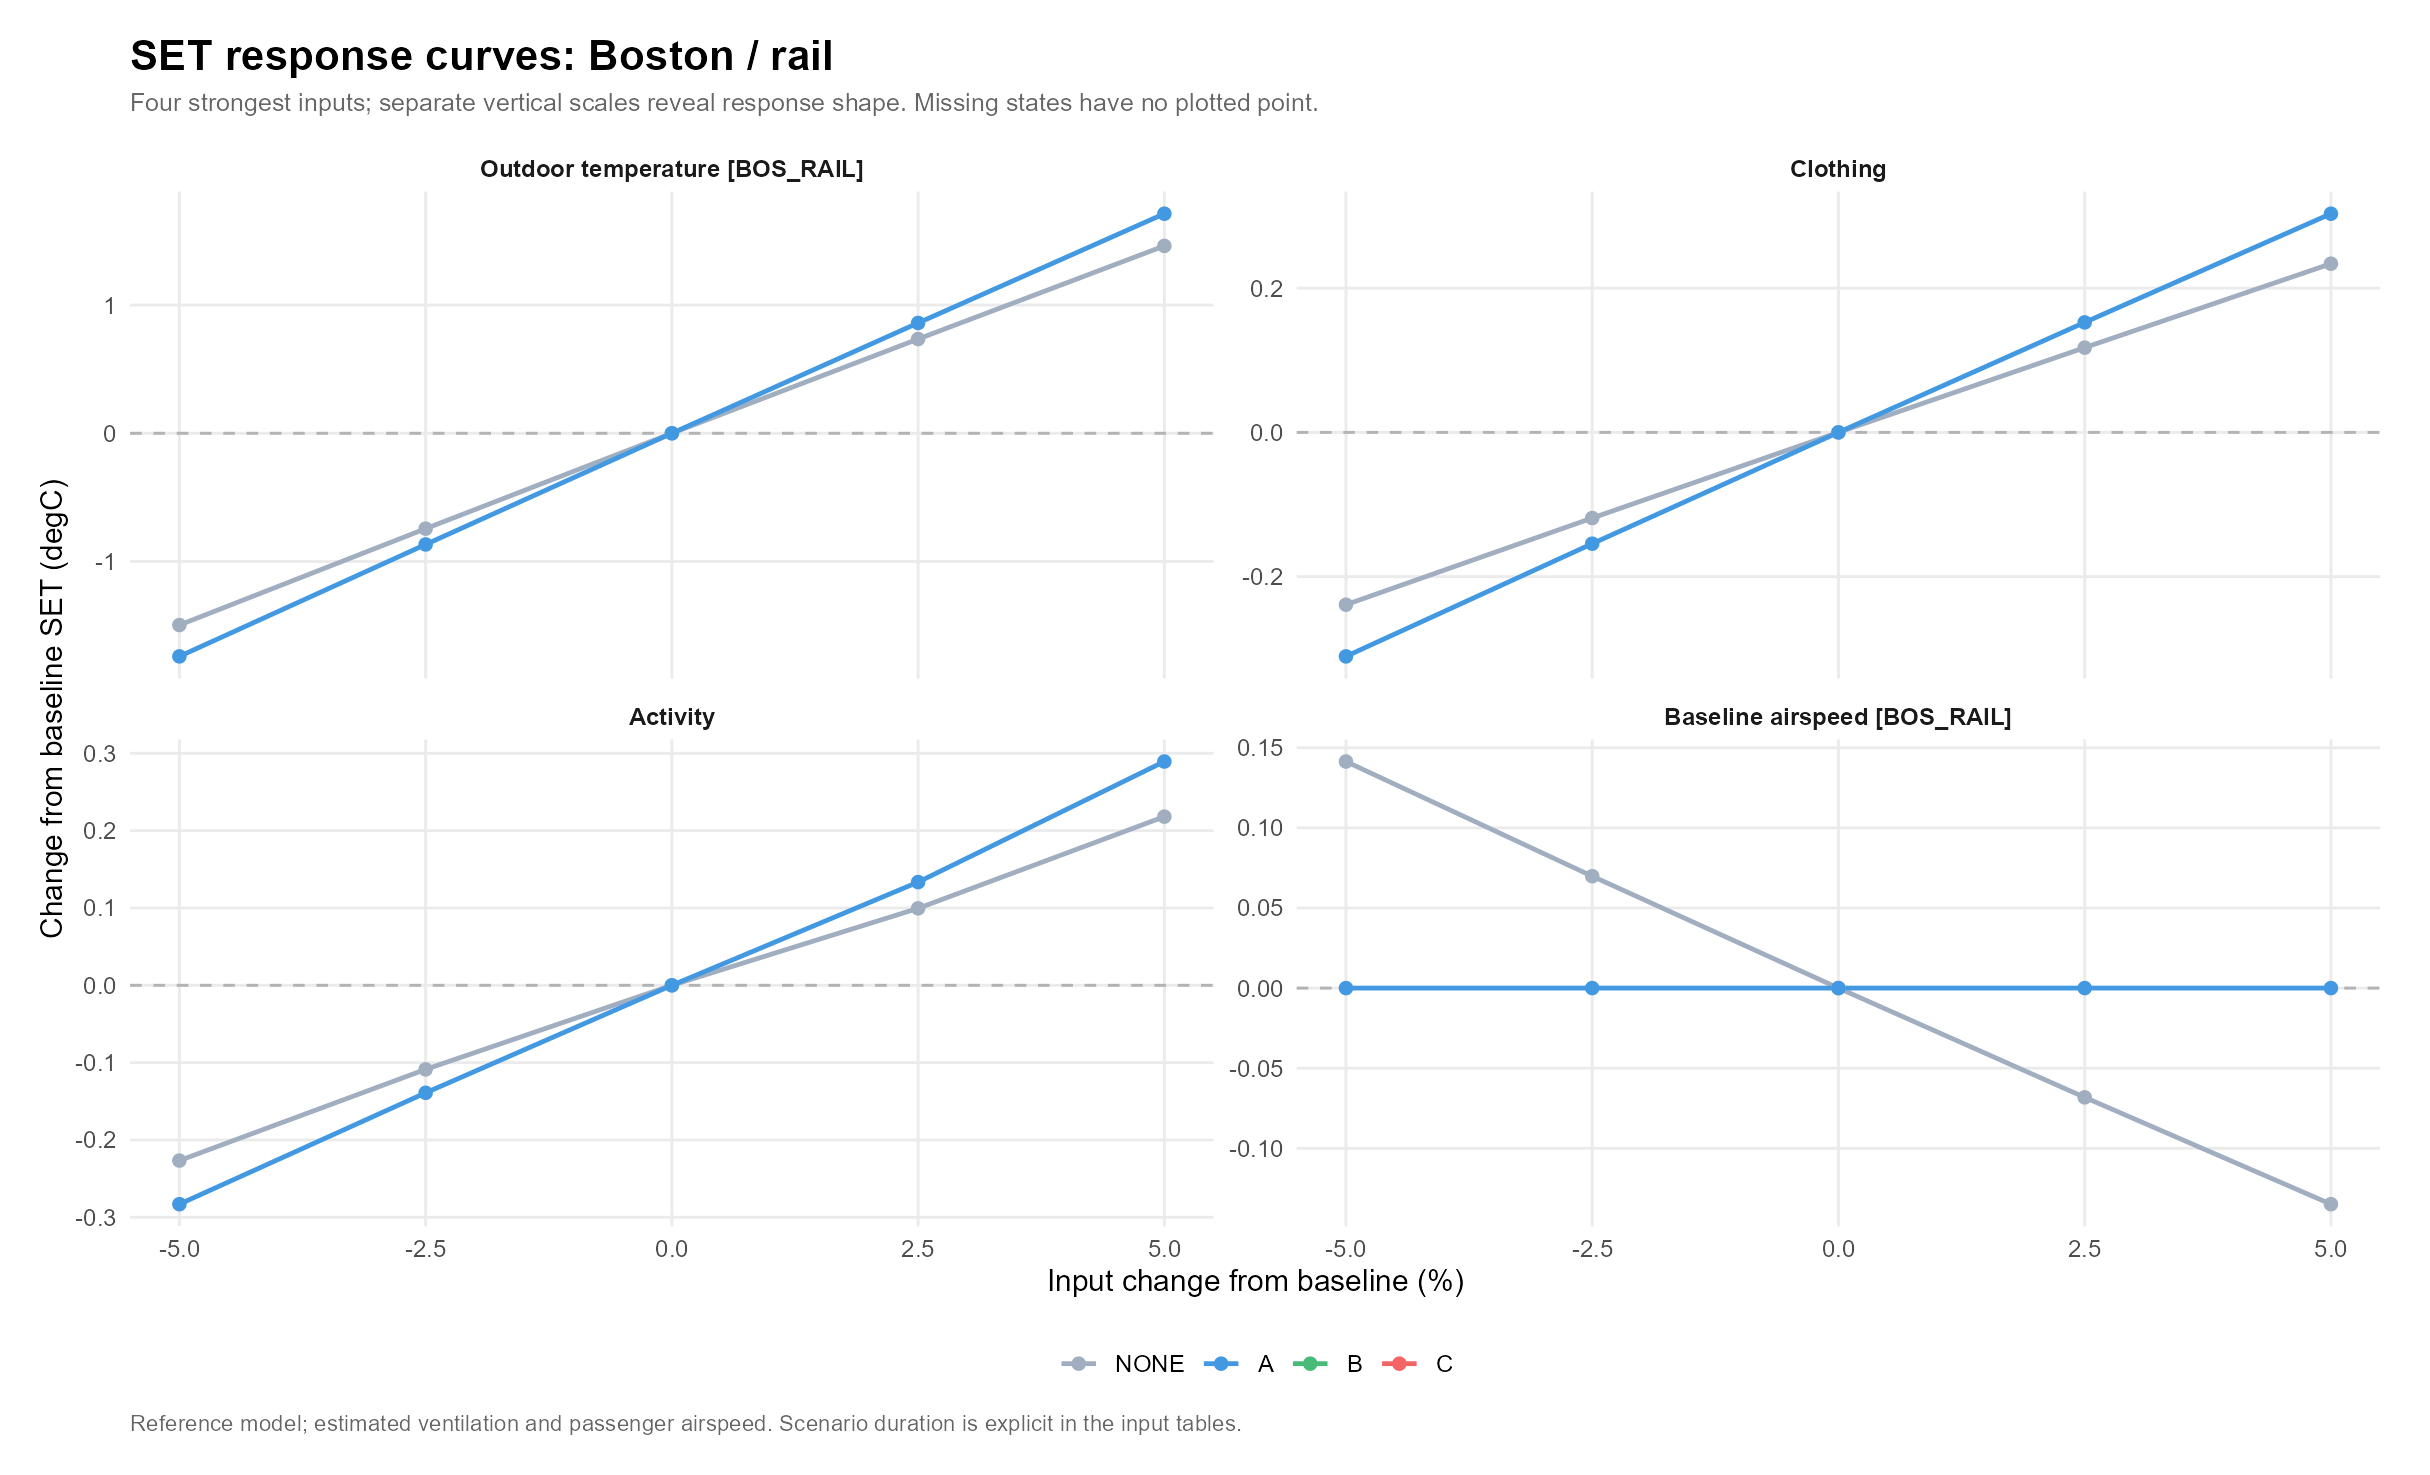 SET response curves: Boston / rail
Four strongest inputs; separate vertical scales reveal response shape. Missing states have no plotted point.
Outdoor temperature [BOS_RAIL]
1
0
-1
Clothing
0.2
0.0
-0.2
Change from baseline SET (degC)
Activity
0.3
0.2
0.1
0.0
-0.1
-0.2
-0.3
-5.0 -2.5 0.0 2.5 5.0
Baseline airspeed [BOS_RAIL]
0.15
0.10
0.05
0.00
-0.05
-0.10
-5.0 -2.5 0.0 2.5 5.0
Input change from baseline (%)
NONE A B C
Reference model; estimated ventilation and passenger airspeed. Scenario duration is explicit in the input tables.